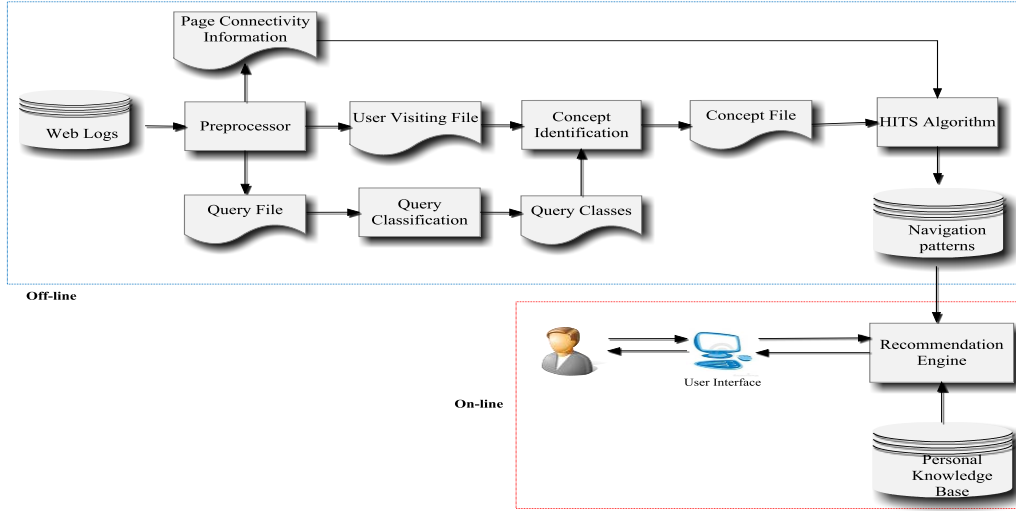 Page Connectivity
Information
Web Logs
Preprocessor
User Visiting File
Concept
Identification
Concept File
HITS Algorithm
Query File
Query
Classification
Query Classes
Navigation
patterns
Off-line
Recommendation
Engine
User Interface
On-line
Personal
Knowledge
Base